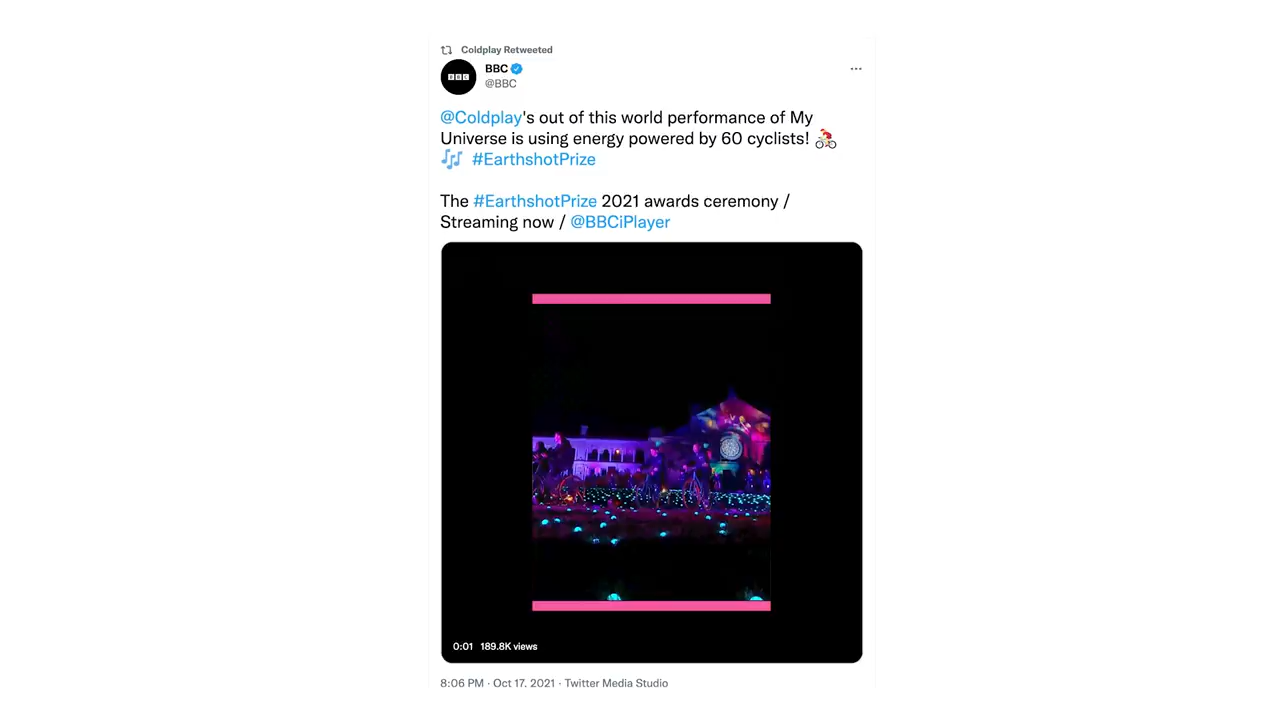 Coldplay Retweeted
BBC
BBC
@BBC
@Coldplay's out of this world performance of My
Universe is using energy powered by 60 cyclists! 🚴
🎶 #EarthshotPrize
The #EarthshotPrize 2021 awards ceremony /
Streaming now / @BBCiPlayer
0:01 189.8K views
8:06 PM · Oct 17, 2021 · Twitter Media Studio